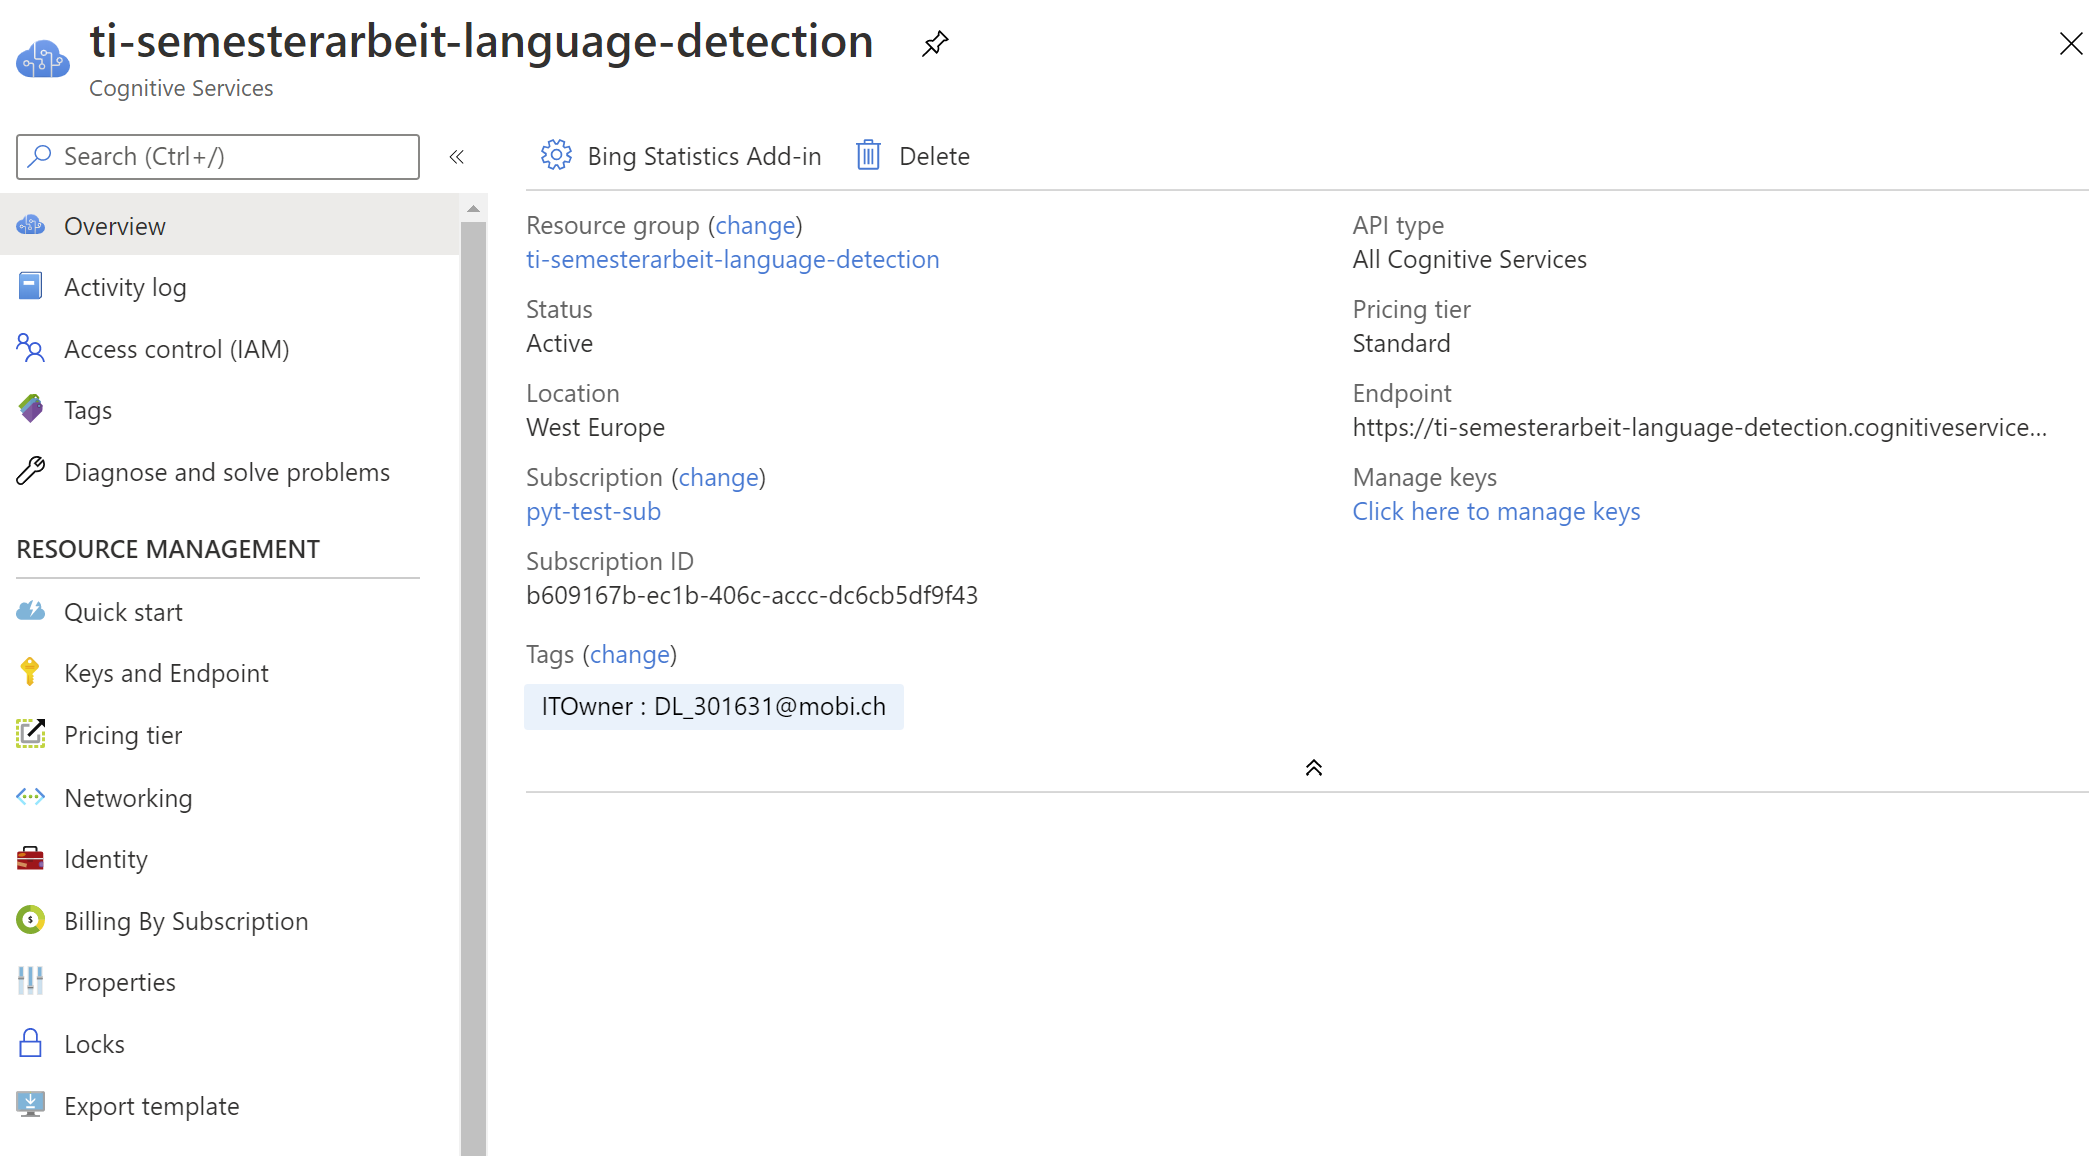 ti-semesterarbeit-language-detection
Cognitive Services
Search (Ctrl+/)
Overview
Activity log
Access control (IAM)
Tags
Diagnose and solve problems
RESOURCE MANAGEMENT
Quick start
Keys and Endpoint
Pricing tier
Networking
Identity
Billing By Subscription
Properties
Locks
Export template
Bing Statistics Add-in
Delete
Resource group (change)
ti-semesterarbeit-language-detection
Status
Active
Location
West Europe
Subscription (change)
pyt-test-sub
Subscription ID
b609167b-ec1b-406c-accc-dc6cb5df9f43
Tags (change)
ITOwner : DL_301631@mobi.ch
API type
All Cognitive Services
Pricing tier
Standard
Endpoint
https://ti-semesterarbeit-language-detection.cognitiveservice...
Manage keys
Click here to manage keys